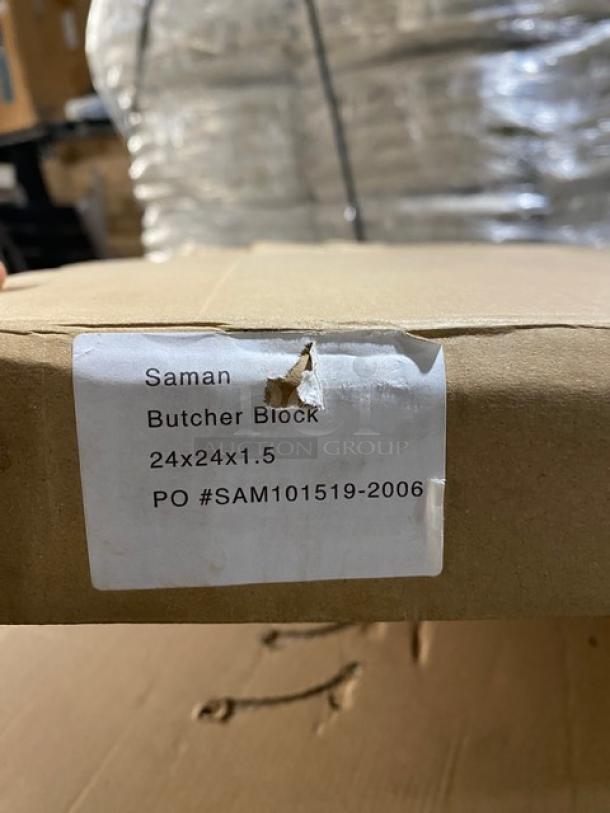 Saman
Butcher Block
AUCTION GROUP
24x24x1.5
PO #SAM101519-2006